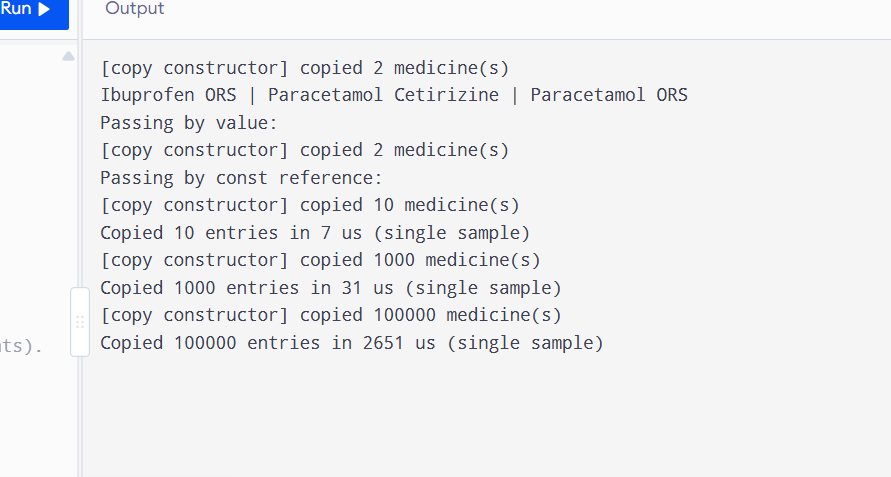 Run
Output
[copy constructor] copied 2 medicine(s)
Ibuprofen ORS | Paracetamol Cetirizine | Paracetamol ORS
Passing by value:
[copy constructor] copied 2 medicine(s)
Passing by const reference:
[copy constructor] copied 10 medicine(s)
Copied 10 entries in 7 us (single sample)
[copy constructor] copied 1000 medicine(s)
Copied 1000 entries in 31 us (single sample)
[copy constructor] copied 100000 medicine(s)
Copied 100000 entries in 2651 us (single sample)
ts).